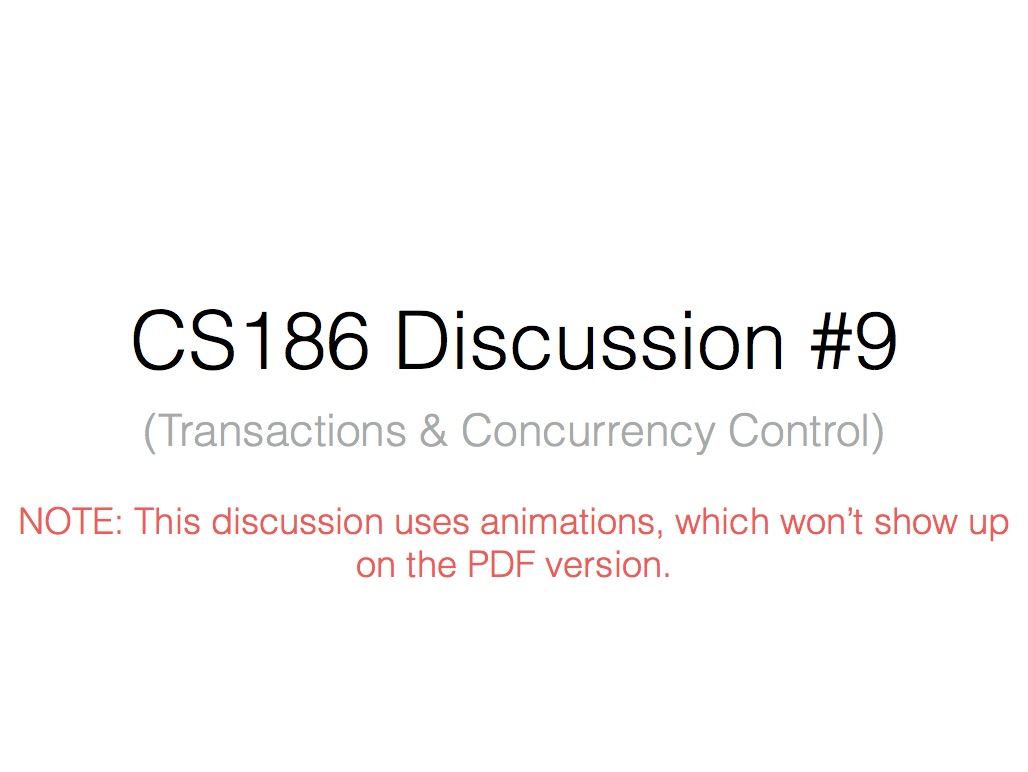 CS186 Discussion #9
(Transactions & Concurrency Control)
NOTE: This discussion uses animations, which won’t show up
on the PDF version.